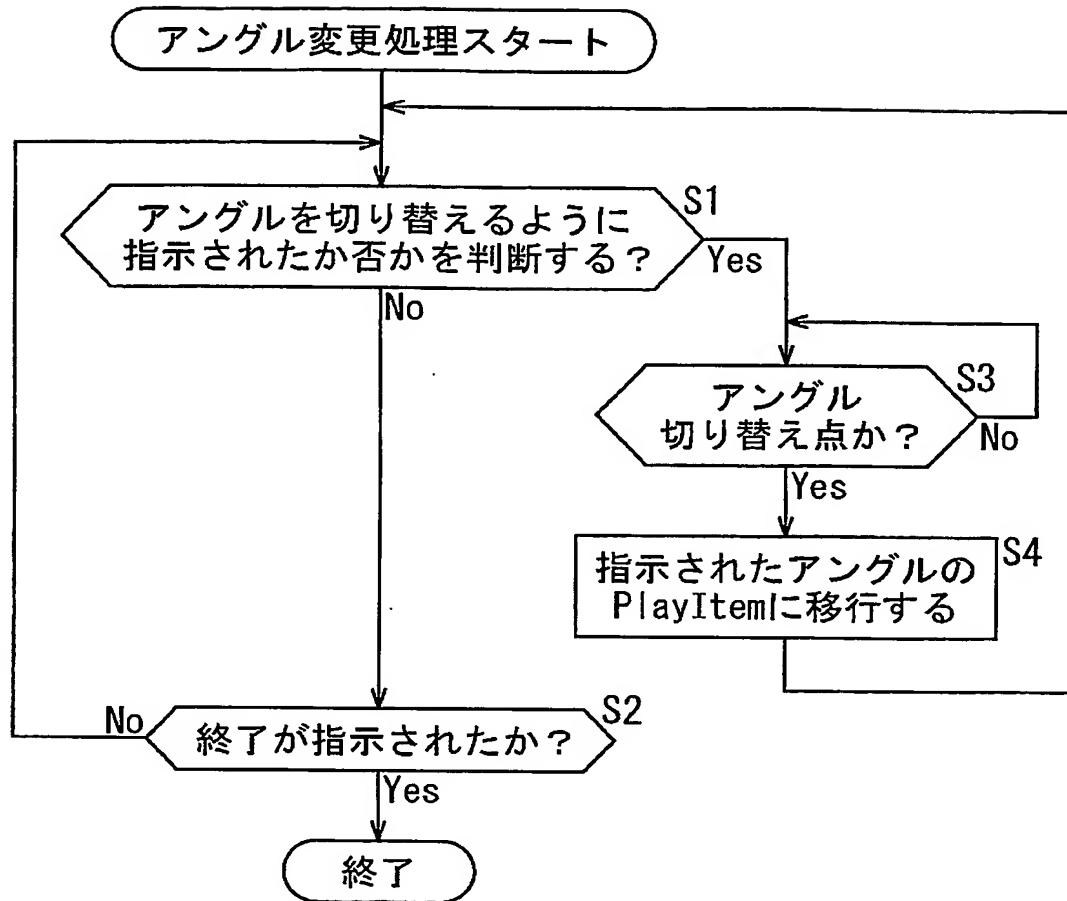 アングル変更処理スタート
アングルを切り替えるように
指示されたか否かを判断する？
S1
Yes
No
アングル
切り替え点か？
S3
No
Yes
指示されたアングルの
PlayItemに移行する
S4
終了が指示されたか？
S2
No
Yes
終了